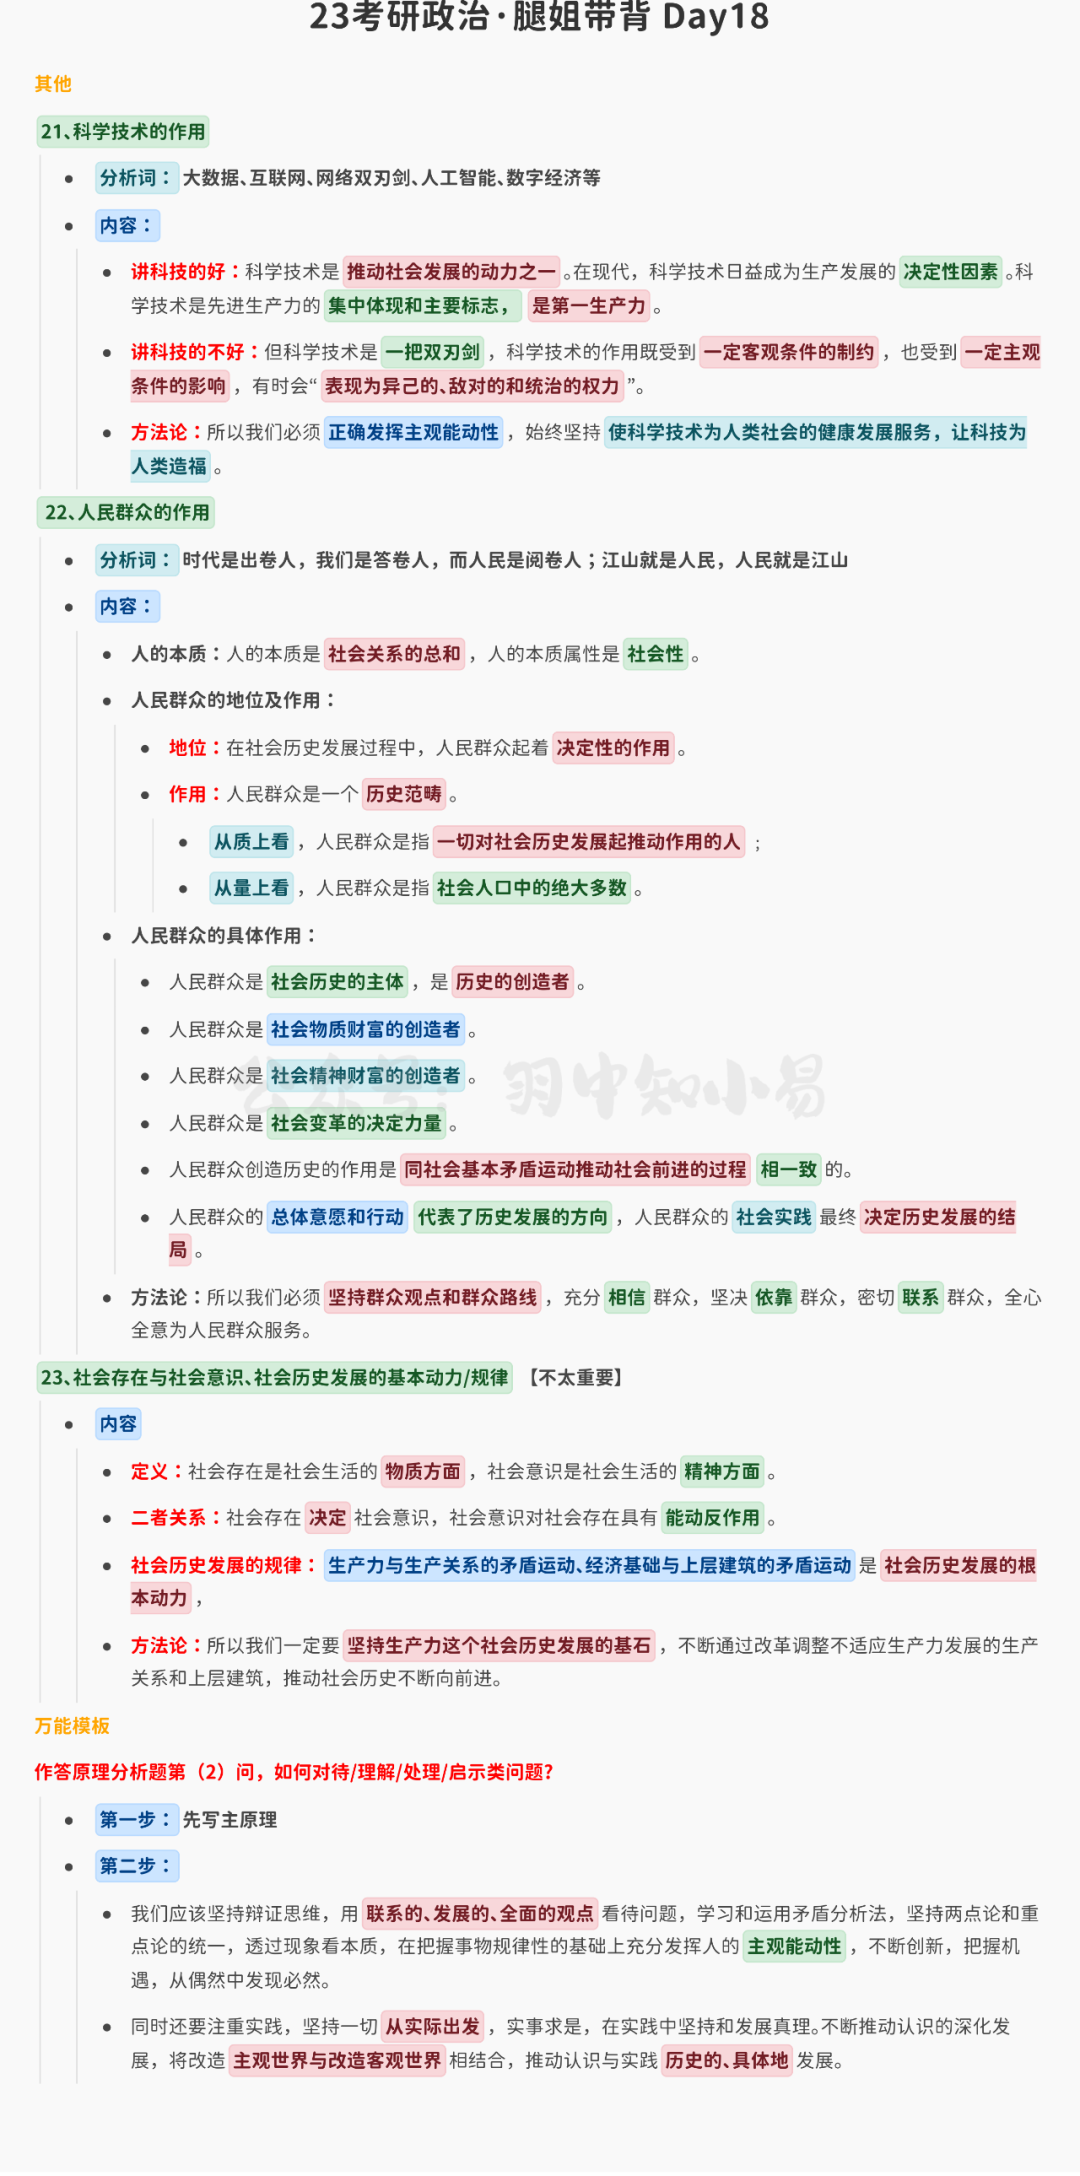 23考研政治·腿姐带背 Day18
其他
21、科学技术的作用
分析词：大数据、互联网、网络双刃剑、人工智能、数字经济等
内容：
讲科技的好：科学技术是 推动社会发展的动力之一 。在现代，科学技术日益成为生产发展的 决定性因素 。科
学技术是先进生产力的 集中体现和主要标志， 是第一生产力 。
讲科技的不好：但科学技术是 一把双刃剑 ，科学技术的作用既受到 一定客观条件的制约 ，也受到 一定主观
条件的影响 ，有时会“ 表现为异己的、敌对的和统治的权力 ”。
方法论：所以我们必须 正确发挥主观能动性 ，始终坚持 使科学技术为人类社会的健康发展服务，让科技为
人类造福 。
22、人民群众的作用
分析词：时代是出卷人，我们是答卷人，而人民是阅卷人；江山就是人民，人民就是江山
内容：
人的本质：人的本质是 社会关系的总和 ，人的本质属性是 社会性 。
人民群众的地位及作用：
地位：在社会历史发展过程中，人民群众起着 决定性的作用 。
作用：人民群众是一个 历史范畴 。
从质上看 ，人民群众是指 一切对社会历史发展起推动作用的人 ；
从量上看 ，人民群众是指 社会人口中的绝大多数 。
人民群众的具体作用：
人民群众是 社会历史的主体 ，是 历史的创造者 。
人民群众是 社会物质财富的创造者 。
人民群众是 社会精神财富的创造者 。
公众号：羽中知小易
人民群众是 社会变革的决定力量 。
人民群众创造历史的作用是 同社会基本矛盾运动推动社会前进的过程 相一致 的。
人民群众的 总体意愿和行动 代表了历史发展的方向 ，人民群众的 社会实践 最终 决定历史发展的结
局 。
方法论：所以我们必须 坚持群众观点和群众路线 ，充分 相信 群众，坚决 依靠 群众，密切 联系 群众，全心
全意为人民群众服务。
23、社会存在与社会意识、社会历史发展的基本动力/规律 【不太重要】
内容
定义：社会存在是社会生活的 物质方面 ，社会意识是社会生活的 精神方面 。
二者关系：社会存在 决定 社会意识，社会意识对社会存在具有 能动反作用 。
社会历史发展的规律： 生产力与生产关系的矛盾运动、经济基础与上层建筑的矛盾运动 是 社会历史发展的根
本动力 ，
方法论：所以我们一定要 坚持生产力这个社会历史发展的基石 ，不断通过改革调整不适应生产力发展的生产
关系和上层建筑，推动社会历史不断向前进。
万能模板
作答原理分析题第（2）问，如何对待/理解/处理/启示类问题？
第一步：先写主原理
第二步：
我们应该坚持辩证思维，用 联系的、发展的、全面的观点 看待问题，学习和运用矛盾分析法，坚持两点论和重
点论的统一，透过现象看本质，在把握事物规律性的基础上充分发挥人的 主观能动性 ，不断创新，把握机
遇，从偶然中发现必然。
同时还要注重实践，坚持一切 从实际出发 ，实事求是，在实践中坚持和发展真理。不断推动认识的深化发
展，将改造 主观世界与改造客观世界 相结合，推动认识与实践 历史的、具体地 发展。